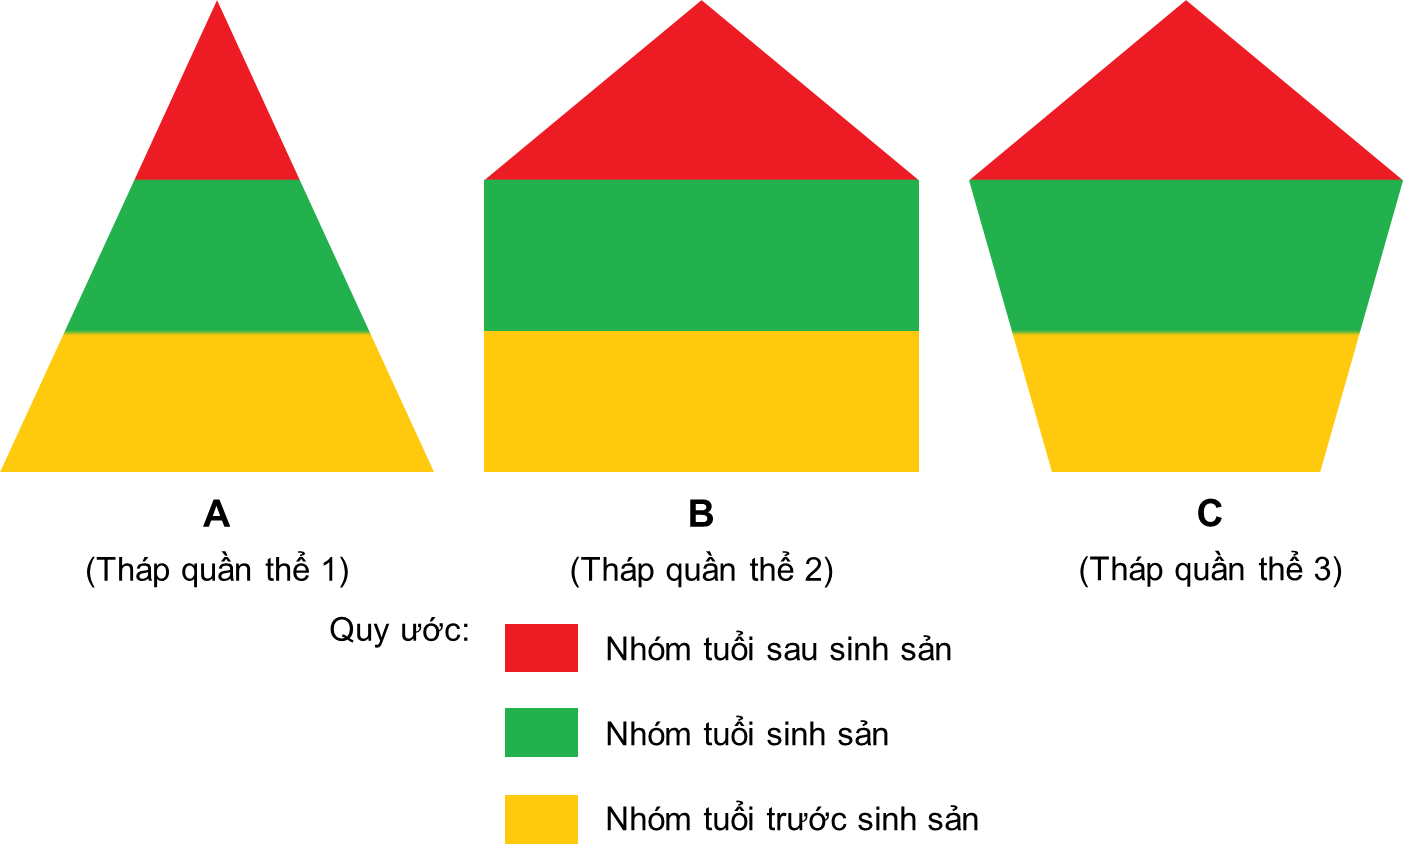 A
B
C
(Tháp quần thể 1)
(Tháp quần thể 2)
(Tháp quần thể 3)
Quy ước:
Nhóm tuổi sau sinh sản
Nhóm tuổi sinh sản
Nhóm tuổi trước sinh sản